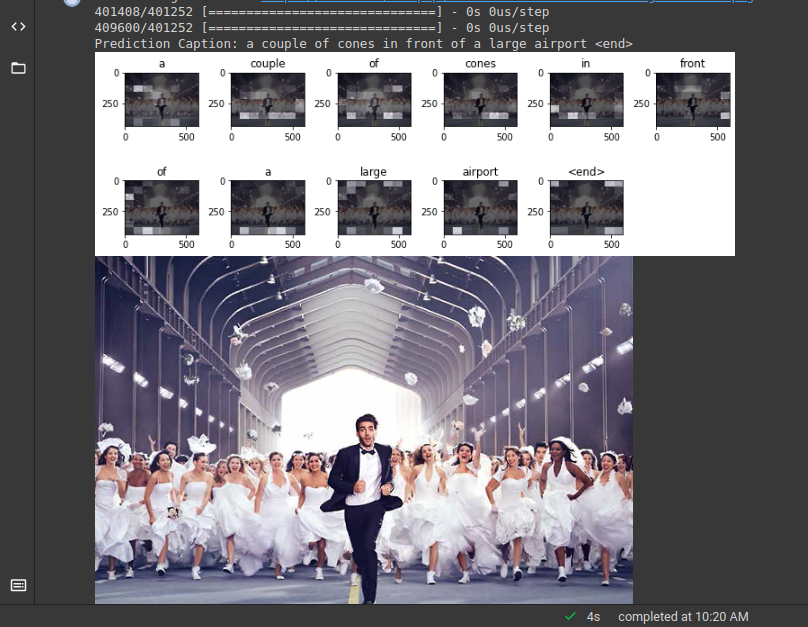 401408/401252 [==============================] - 0s 0us/step
409600/401252 [==============================] - 0s 0us/step
Prediction Caption: a couple of cones in front of a large airport <end>
a couple of cones in front
0 0 0 0 0 0
250 250 250 250 250 250
0 500 0 500 0 500 0 500 0 500 0 500
of a large airport <end>
0 0 0 0 0
250 250 250 250 250
0 500 0 500 0 500 0 500 0 500
4s completed at 10:20 AM